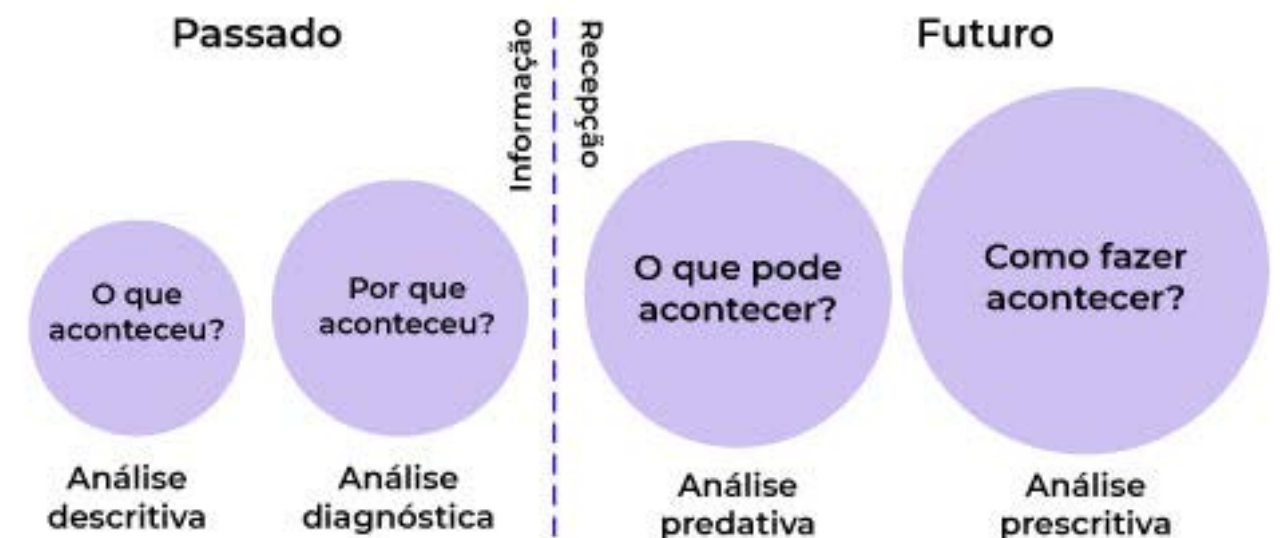 Passado
Informação
Recepção
Futuro
O que
aconteceu?
Por que
aconteceu?
O que pode
acontecer?
Como fazer
acontecer?
Análise
descritiva
Análise
diagnóstica
Análise
predativa
Análise
prescritiva